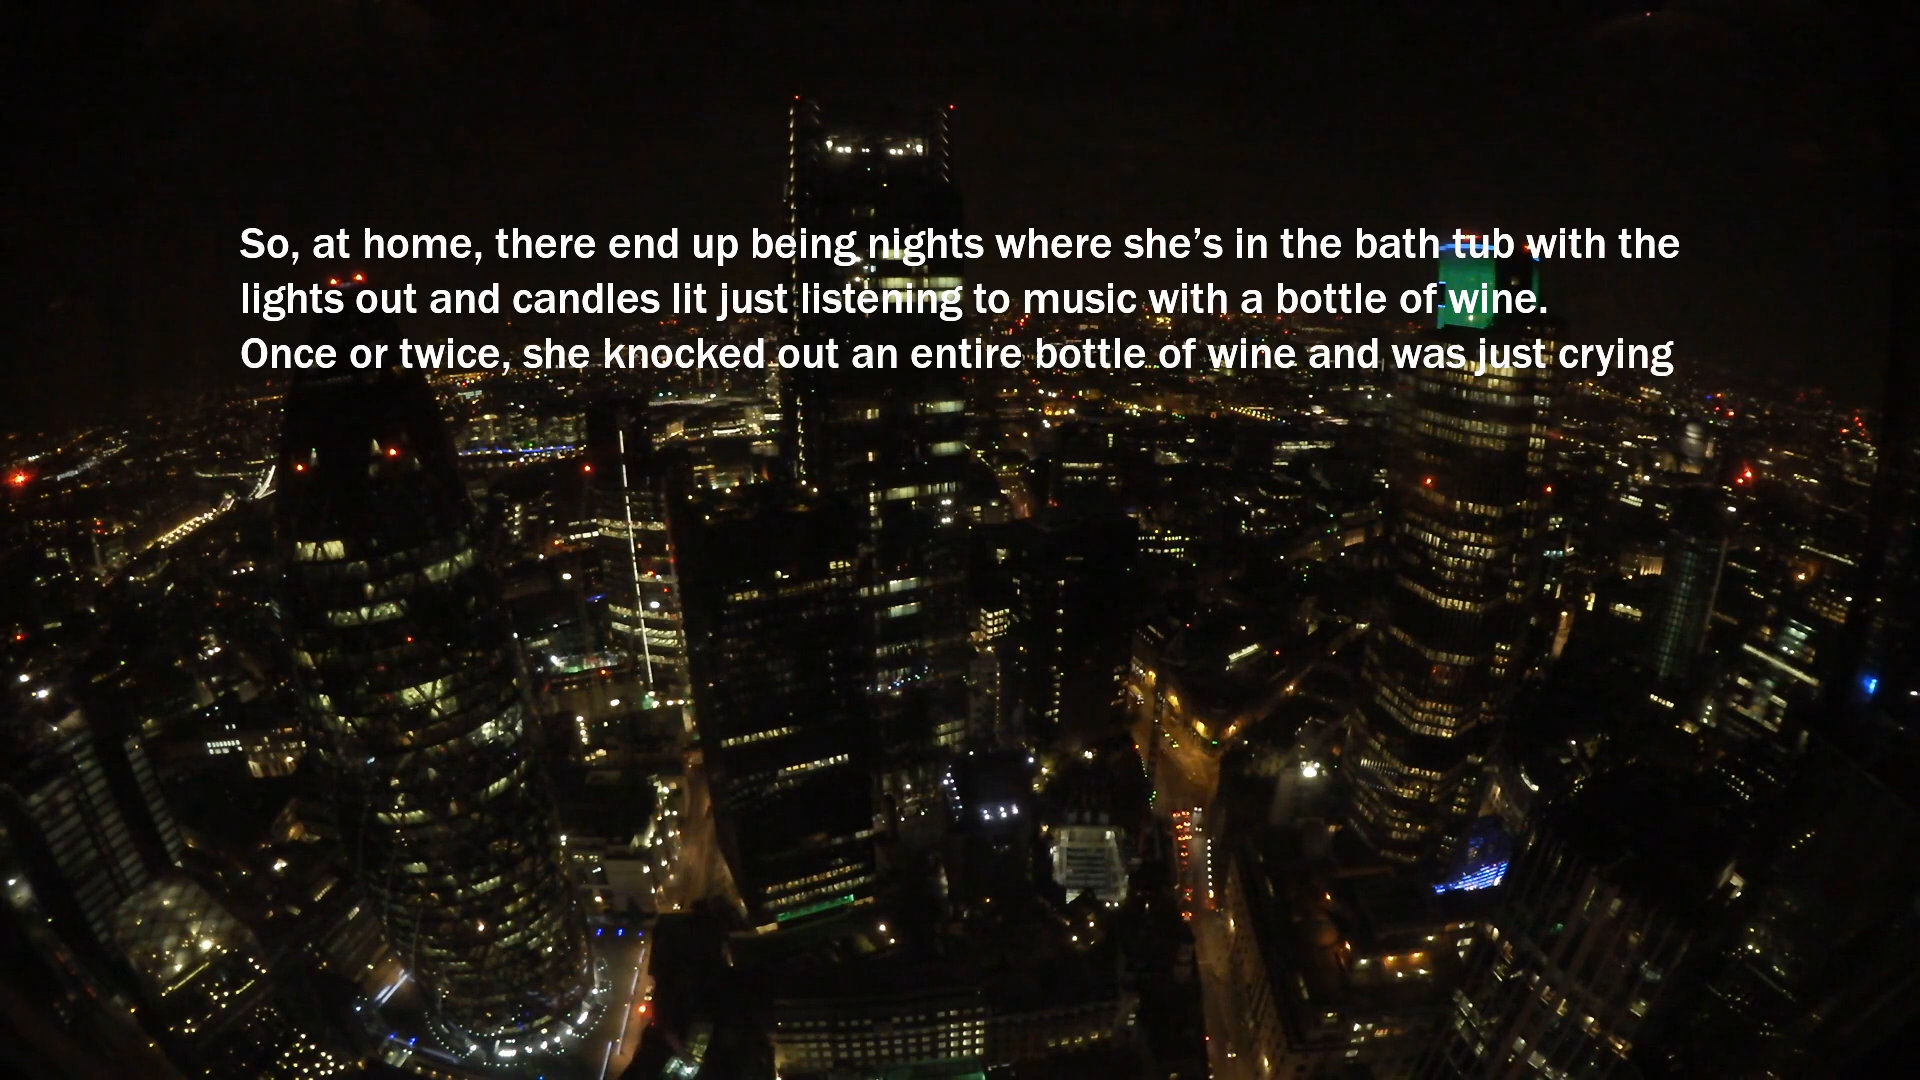 So, at home, there end up being nights where she’s in the bath tub with the
lights out and candles lit just listening to music with a bottle of wine.
Once or twice, she knocked out an entire bottle of wine and was just crying